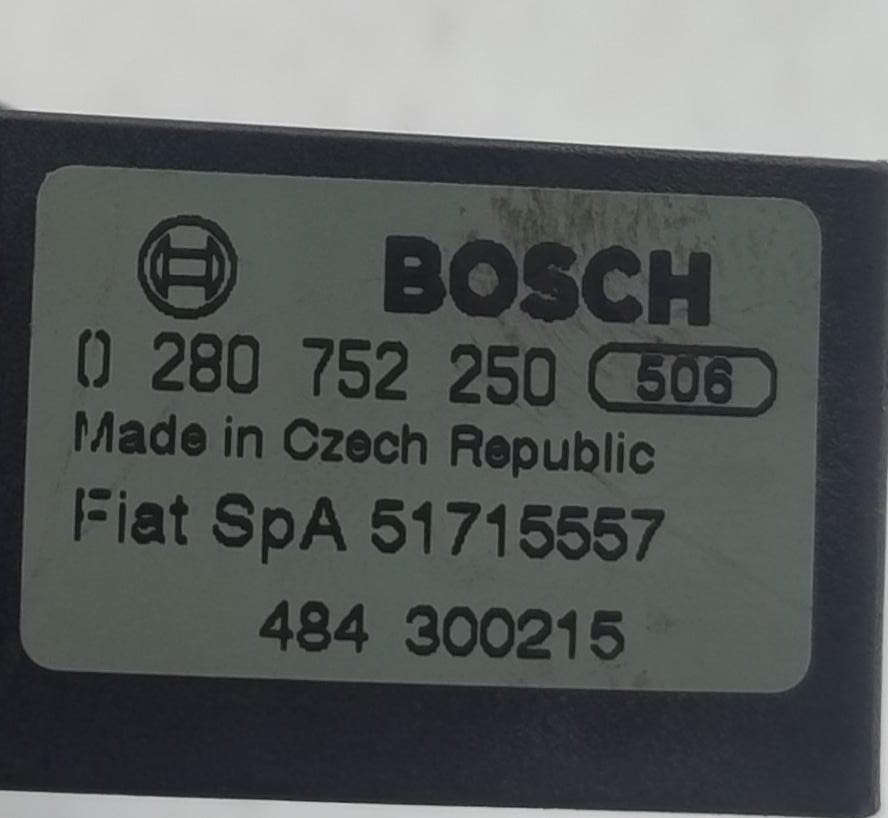 BOSCH
0 280 752 250 506
Made in Czech Republic
Fiat SpA 51715557
484 300215